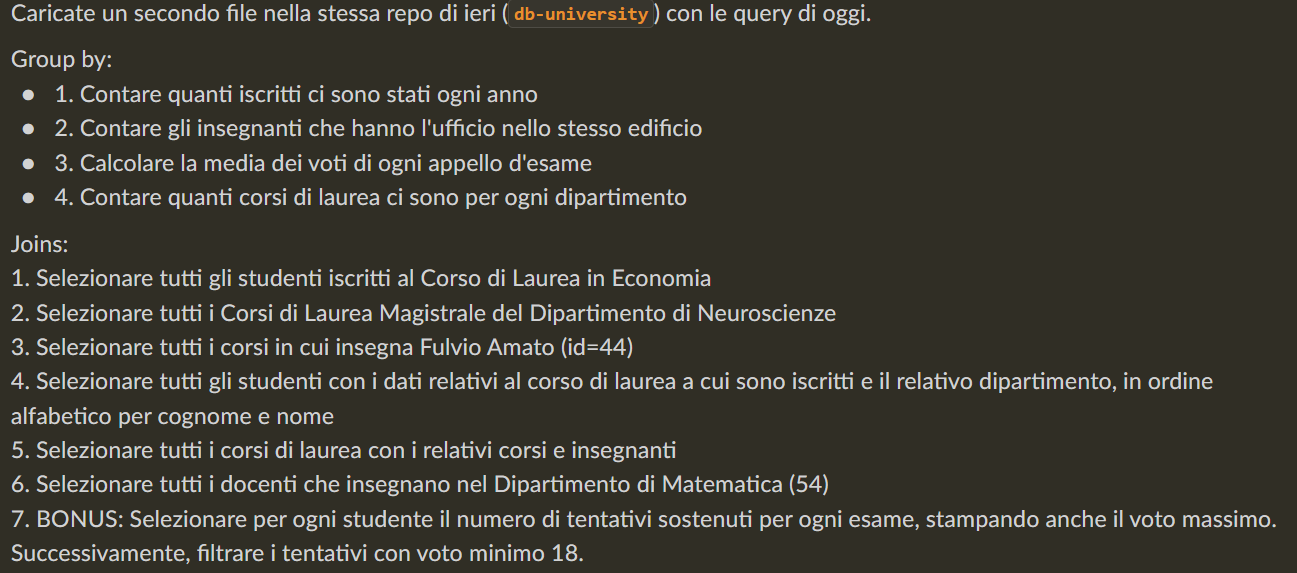 Caricate un secondo file nella stessa repo di ieri (db-university) con le query di oggi.
Group by:
● 1. Contare quanti iscritti ci sono stati ogni anno
● 2. Contare gli insegnanti che hanno l'ufficio nello stesso edificio
● 3. Calcolare la media dei voti di ogni appello d'esame
● 4. Contare quanti corsi di laurea ci sono per ogni dipartimento
Joins:
1. Selezionare tutti gli studenti iscritti al Corso di Laurea in Economia
2. Selezionare tutti i Corsi di Laurea Magistrale del Dipartimento di Neuroscienze
3. Selezionare tutti i corsi in cui insegna Fulvio Amato (id=44)
4. Selezionare tutti gli studenti con i dati relativi al corso di laurea a cui sono iscritti e il relativo dipartimento, in ordine
alfabetico per cognome e nome
5. Selezionare tutti i corsi di laurea con i relativi corsi e insegnanti
6. Selezionare tutti i docenti che insegnano nel Dipartimento di Matematica (54)
7. BONUS: Selezionare per ogni studente il numero di tentativi sostenuti per ogni esame, stampando anche il voto massimo.
Successivamente, filtrare i tentativi con voto minimo 18.